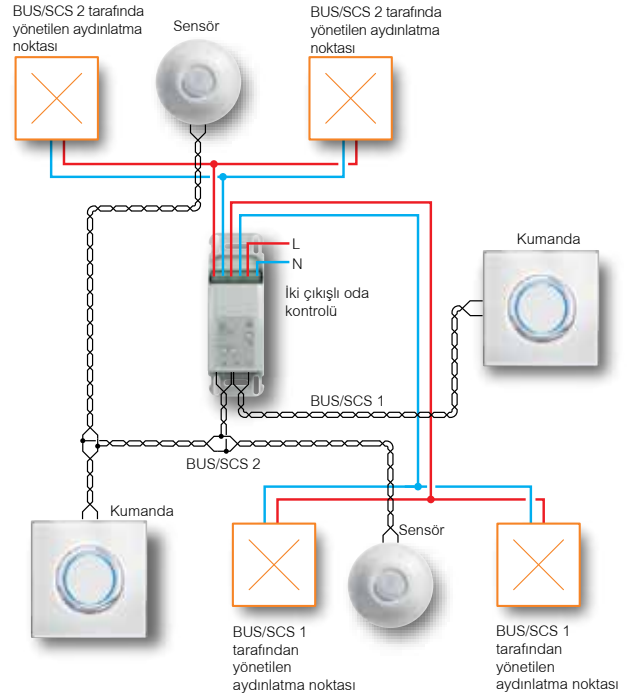 BUS/SCS 2 tarafında
yönetilen aydınlatma
noktası
Sensör
BUS/SCS 2 tarafında
yönetilen aydınlatma
noktası
L
N
İki çıkışlı oda
kontrolü
Kumanda
BUS/SCS 1
BUS/SCS 2
Kumanda
Sensör
BUS/SCS 1
tarafından
yönetilen
aydınlatma noktası
BUS/SCS 1
tarafından
yönetilen
aydınlatma noktası